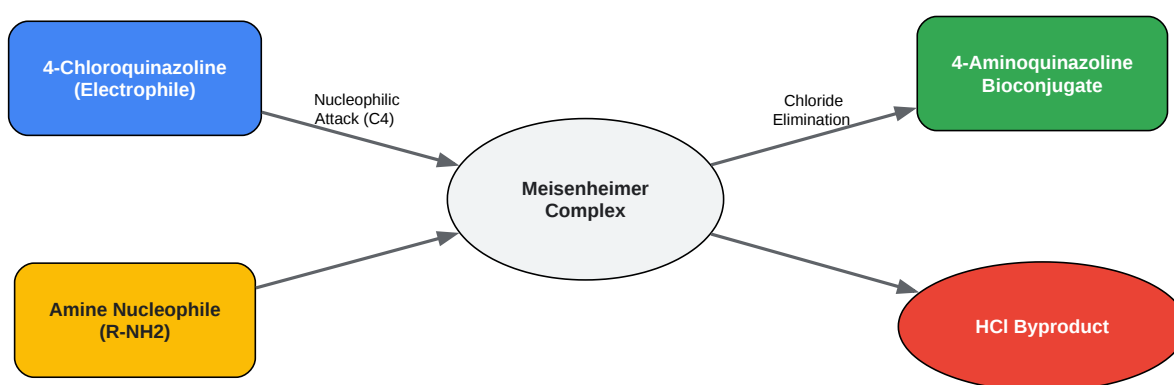 4-Chloroquinazoline
(Electrophile)
Nucleophilic
Attack (C4)
Chloride
Elimination
4-Aminoquinazoline
Bioconjugate
Meisenheimer
Complex
Amine Nucleophile
(R-NH2)
HCl Byproduct